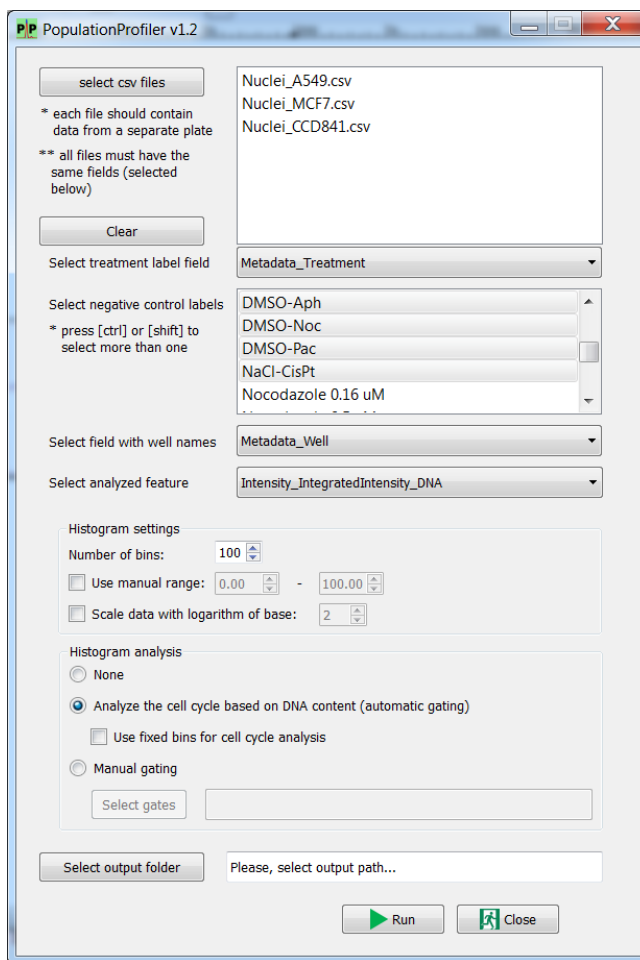 PopulationProfiler v1.2
select csv files
* each file should contain
data from a separate plate
** all files must have the
same fields (selected
below)
Nuclei_A549.csv
Nuclei_MCF7.csv
Nuclei_CCD841.csv
Clear
Select treatment label field
Metadata_Treatment
Select negative control labels
* press [ctrl] or [shift] to
select more than one
DMSO-Aph
DMSO-Noc
DMSO-Pac
NaCl-CisPt
Nocodazole 0.16 uM
Select field with well names
Metadata_Well
Select analyzed feature
Intensity_IntegratedIntensity_DNA
Histogram settings
Number of bins: 100
Use manual range: 0.00 - 100.00
Scale data with logarithm of base: 2
Histogram analysis
None
Analyze the cell cycle based on DNA content (automatic gating)
Use fixed bins for cell cycle analysis
Manual gating
Select gates
Select output folder
Please, select output path...
Run
Close